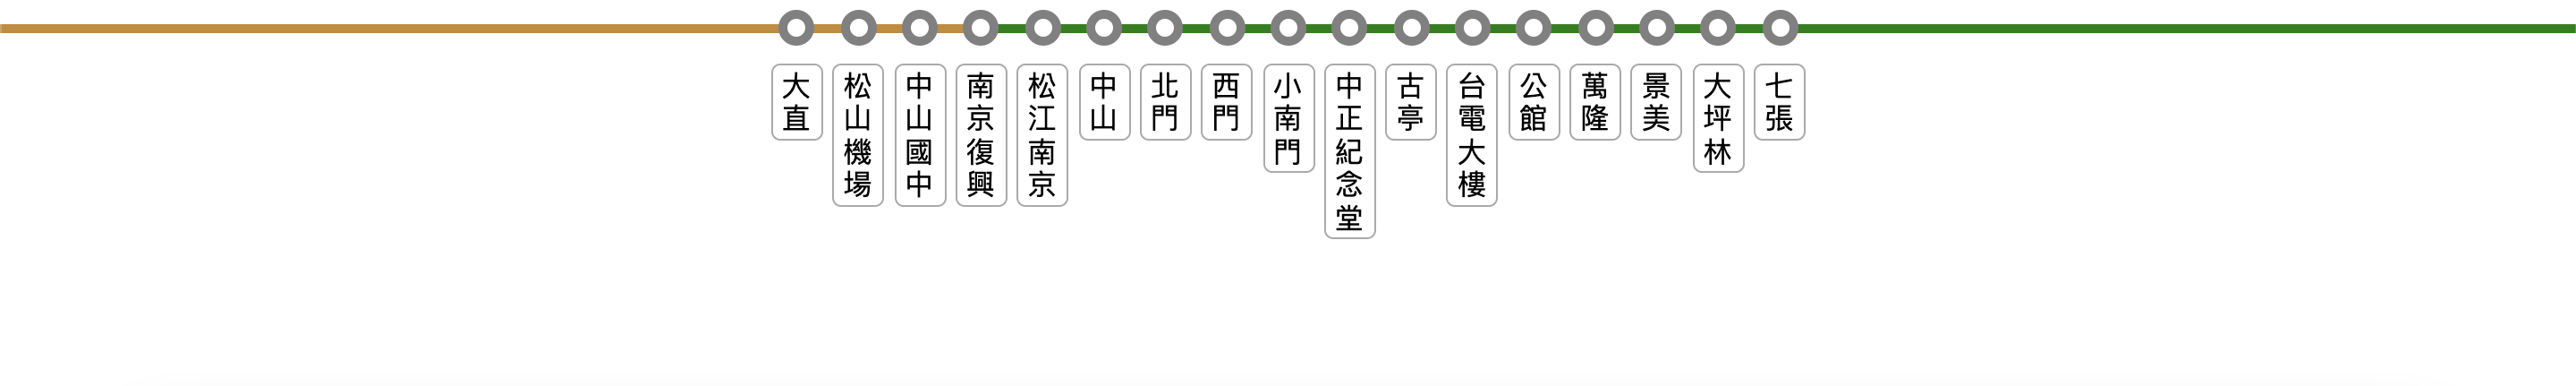 大直
松山機場
中山國中
南京復興
松江南京
中山
北門
西門
小南門
中正紀念堂
古亭
台電大樓
公館
萬隆
景美
大坪林
七張